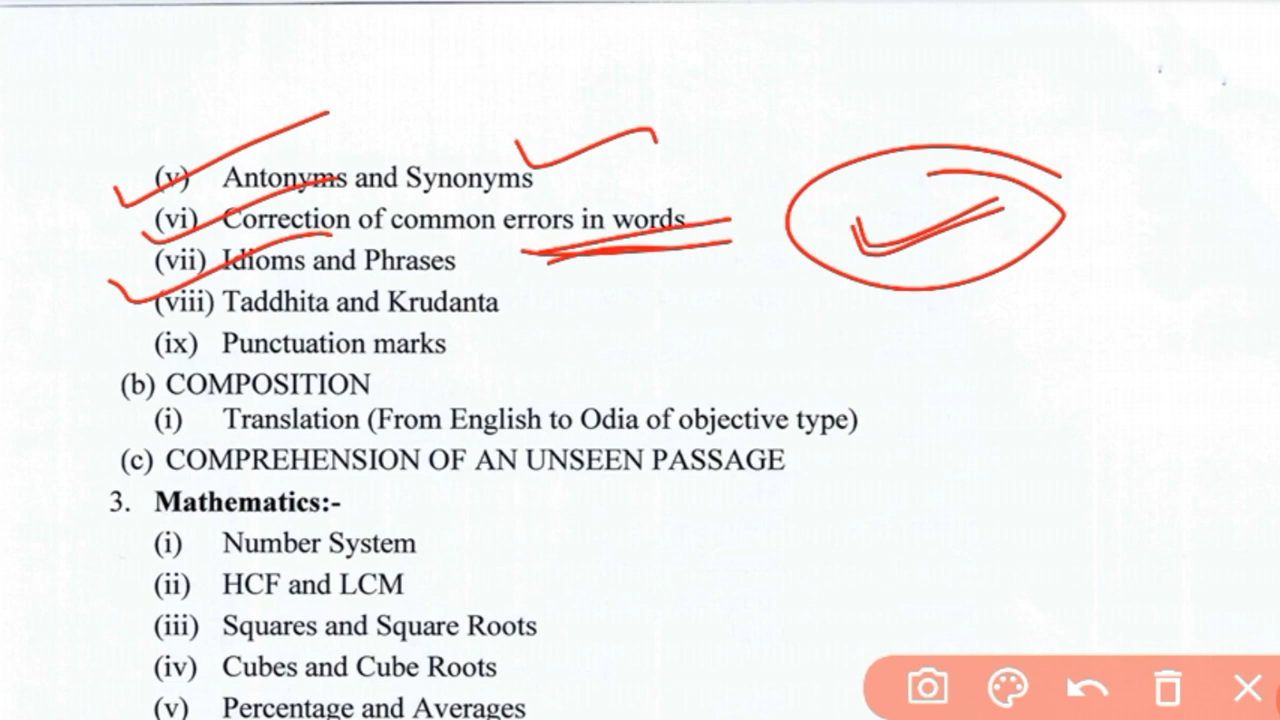 (v) Antonyms and Synonyms
(vi) Correction of common errors in words
(vii) Idioms and Phrases
(viii) Taddhita and Krudanta
(ix) Punctuation marks
(b) COMPOSITION
(i) Translation (From English to Odia of objective type)
(c) COMPREHENSION OF AN UNSEEN PASSAGE
3. Mathematics:-
(i) Number System
(ii) HCF and LCM
(iii) Squares and Square Roots
(iv) Cubes and Cube Roots
(v) Percentage and Averages